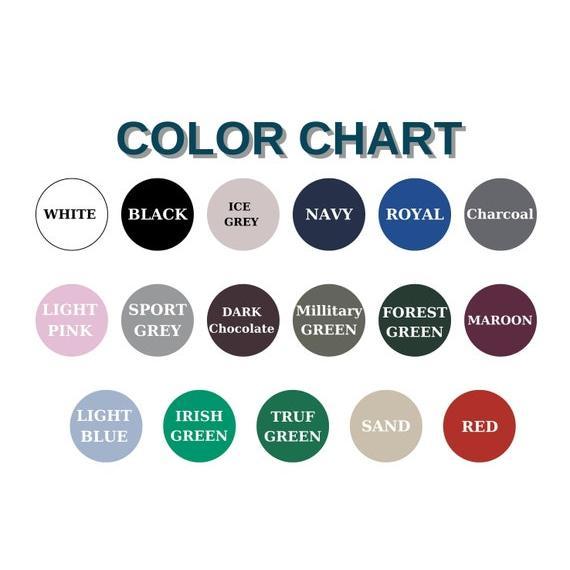 COLOR CHART
WHITE
BLACK
ICE
GREY
NAVY
ROYAL
Charcoal
LIGHT
PINK
SPORT
GREY
DARK
Chocolate
Millitary
GREEN
FOREST
GREEN
MAROON
LIGHT
BLUE
IRISH
GREEN
TRUF
GREEN
SAND
RED